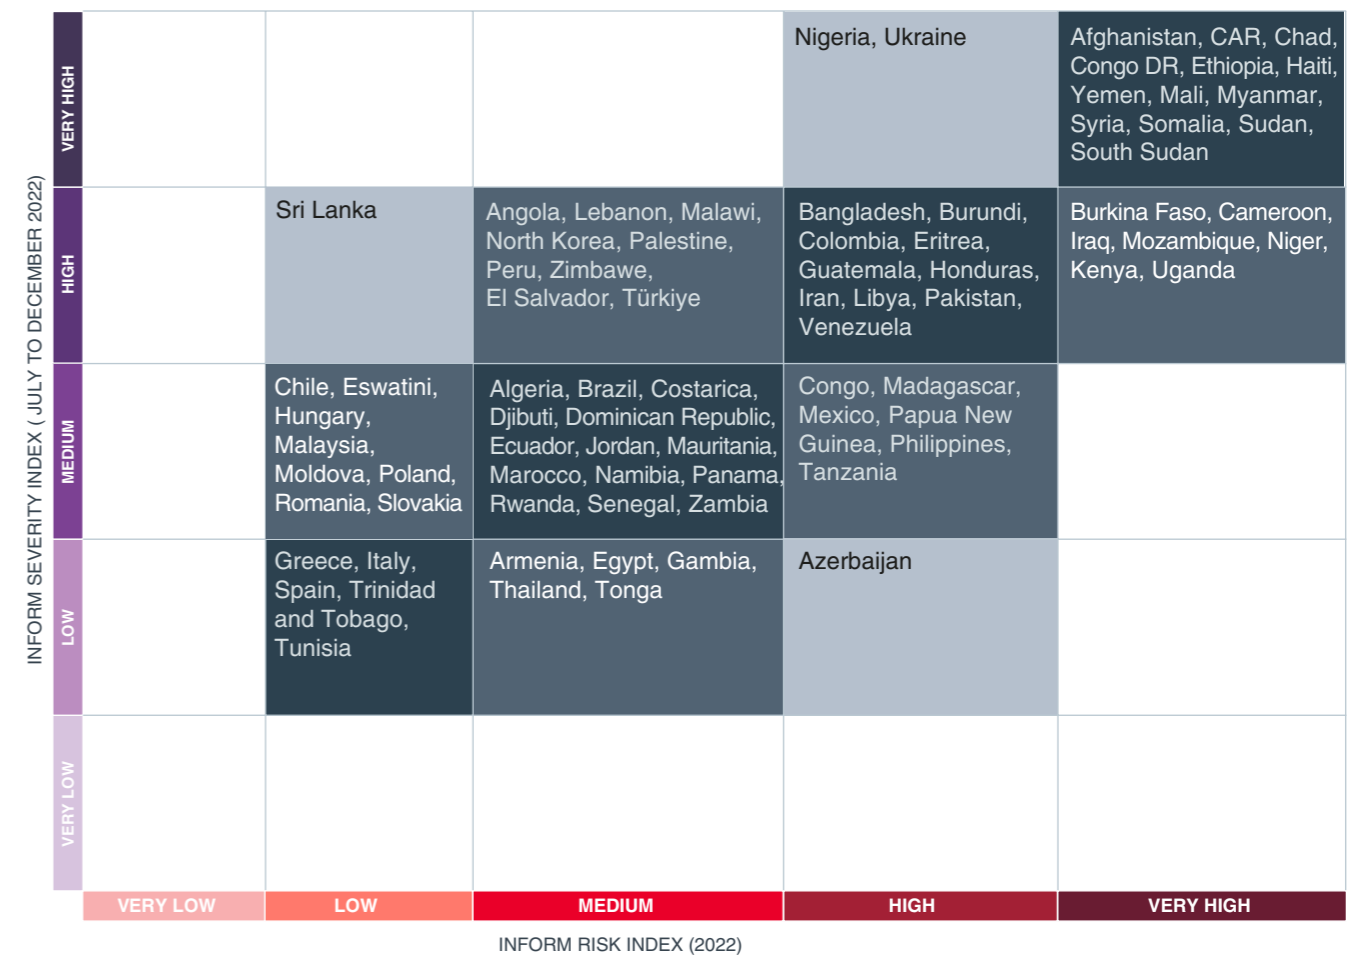 INFORM SEVERITY INDEX ( JULY TO DECEMBER 2022)
VERY HIGH
Nigeria, Ukraine
Afghanistan, CAR, Chad,
Congo DR, Ethiopia, Haiti,
Yemen, Mali, Myanmar,
Syria, Somalia, Sudan,
South Sudan
HIGH
Sri Lanka
Angola, Lebanon, Malawi,
North Korea, Palestine,
Peru, Zimbabwe,
El Salvador, Türkiye
Bangladesh, Burundi,
Colombia, Eritrea,
Guatemala, Honduras,
Iran, Libya, Pakistan,
Venezuela
Burkina Faso, Cameroon,
Iraq, Mozambique, Niger,
Kenya, Uganda
MEDIUM
Chile, Eswatini,
Hungary,
Malaysia,
Moldova, Poland,
Romania, Slovakia
Algeria, Brazil, Costarica,
Djibuti, Dominican Republic,
Ecuador, Jordan, Mauritania,
Marocco, Namibia, Panama,
Rwanda, Senegal, Zambia
Congo, Madagascar,
Mexico, Papua New
Guinea, Philippines,
Tanzania
LOW
Greece, Italy,
Spain, Trinidad
and Tobago,
Tunisia
Armenia, Egypt, Gambia,
Thailand, Tonga
Azerbaijan
VERY LOW
VERY LOW
LOW
MEDIUM
HIGH
VERY HIGH
INFORM RISK INDEX (2022)